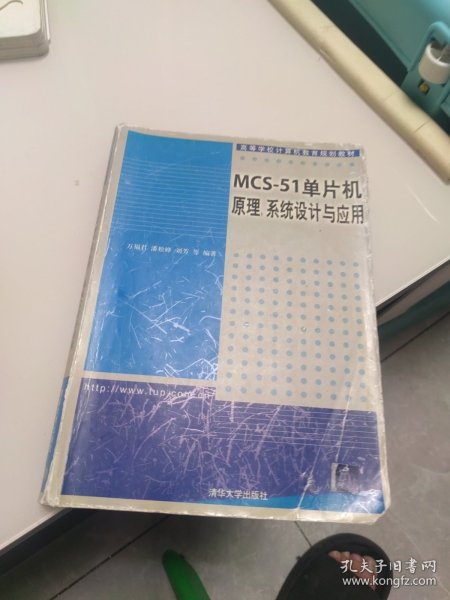 高等学校计算机教育规划教材
MCS-51单片机
原理、系统设计与应用
万福君 潘松峰 刘芳 等 编著
http://www.tup.com.cn
清华大学出版社
孔夫子旧书网
www.kongfz.com